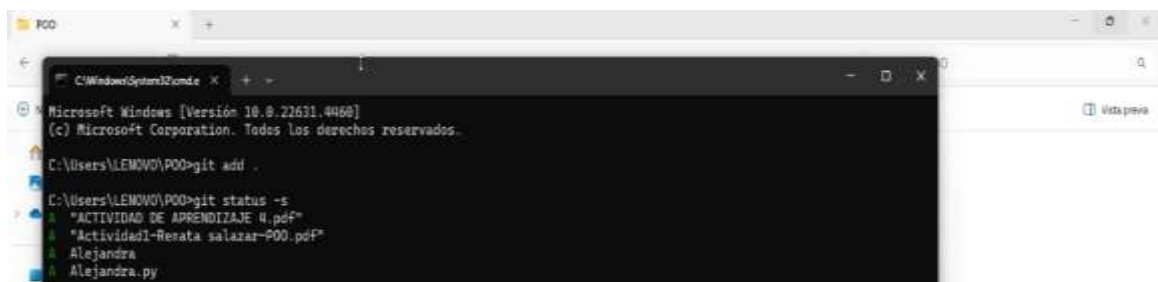 POO
C:\Windows\System32\cmd.e
Microsoft Windows [Versión 10.0.22631.4460]
(c) Microsoft Corporation. Todos los derechos reservados.
Vista previa
C:\Users\LENOVO\POO>git add .
C:\Users\LENOVO\POO>git status -s
A "ACTIVIDAD DE APRENDIZAJE 4.pdf"
A "Actividad1-Renata salazar-POO.pdf"
A Alejandra
A Alejandra.py